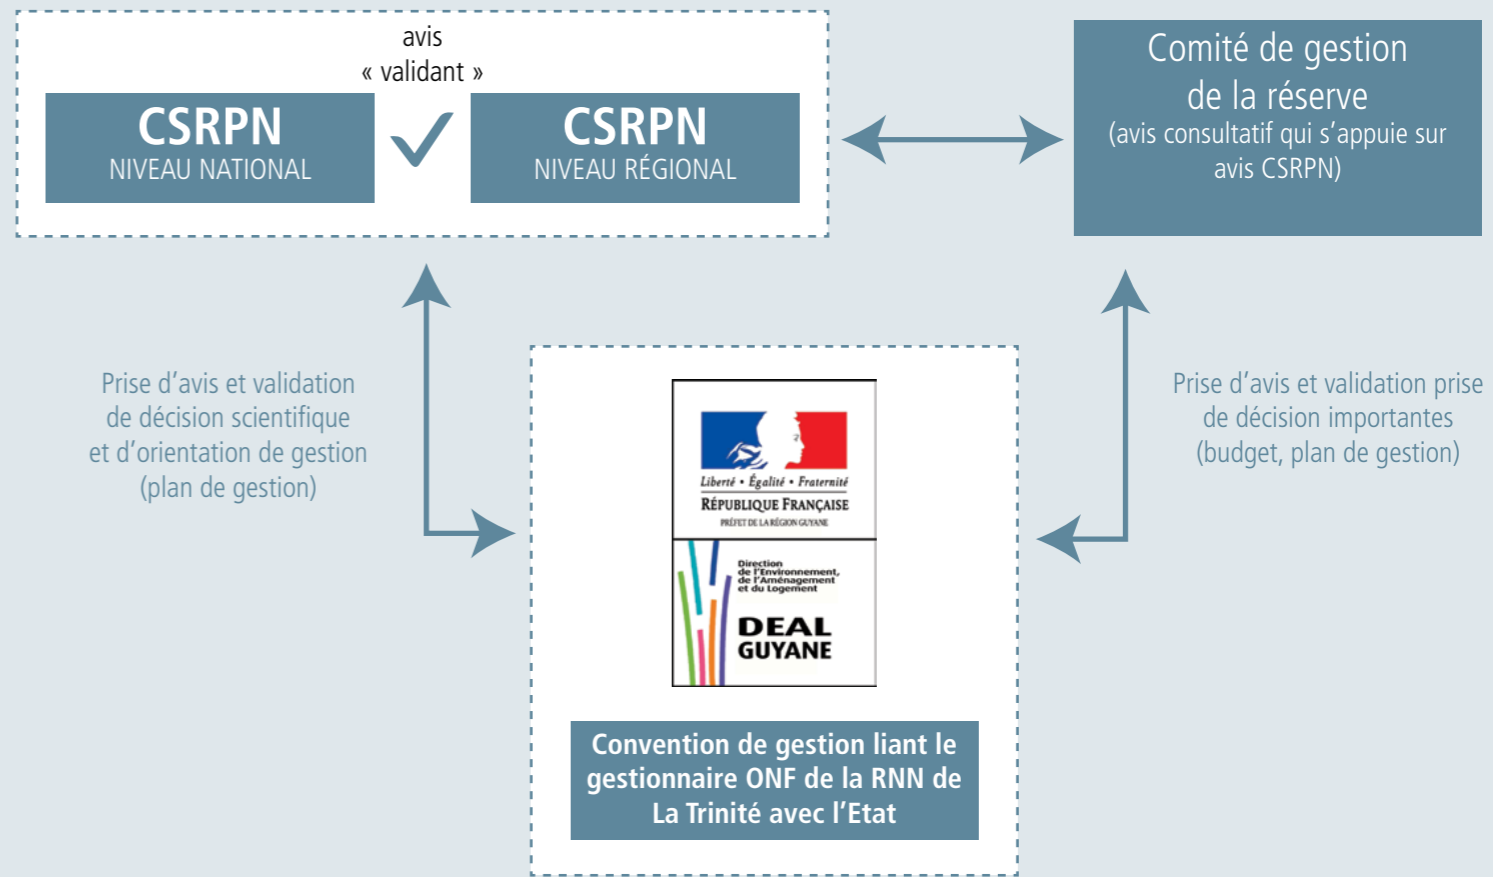 avis
« validant »
CSRPN
NIVEAU NATIONAL
CSRPN
NIVEAU RÉGIONAL
Comité de gestion
de la réserve
(avis consultatif qui s’appuie sur
avis CSRPN)
Prise d’avis et validation
de décision scientifique
et d’orientation de gestion
(plan de gestion)
Prise d’avis et validation prise
de décision importantes
(budget, plan de gestion)
Liberté • Égalité • Fraternité
RÉPUBLIQUE FRANÇAISE
PRÉFET DE LA RÉGION GUYANE
Direction
de l'Environnement,
de l'Aménagement
et du Logement
DEAL
GUYANE
Convention de gestion liant le
gestionnaire ONF de la RNN de
La Trinité avec l’Etat